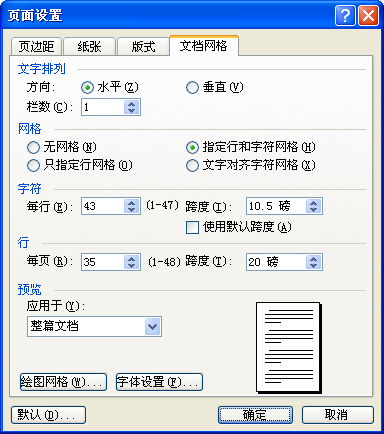 页面设置
页边距 纸张 版式 文档网格
文字排列
方向: 水平(Z) 垂直(V)
栏数(C): 1
网格
无网格(N) 指定行和字符网格(H)
只指定行网格(O) 文字对齐字符网格(X)
字符
每行(E): 43 (1-47) 跨度(I): 10.5 磅
使用默认跨度(A)
行
每页(R): 35 (1-48) 跨度(T): 20 磅
预览
应用于(Y):
整篇文档
绘图网格(W)... 字体设置(F)...
默认(D)... 确定 取消